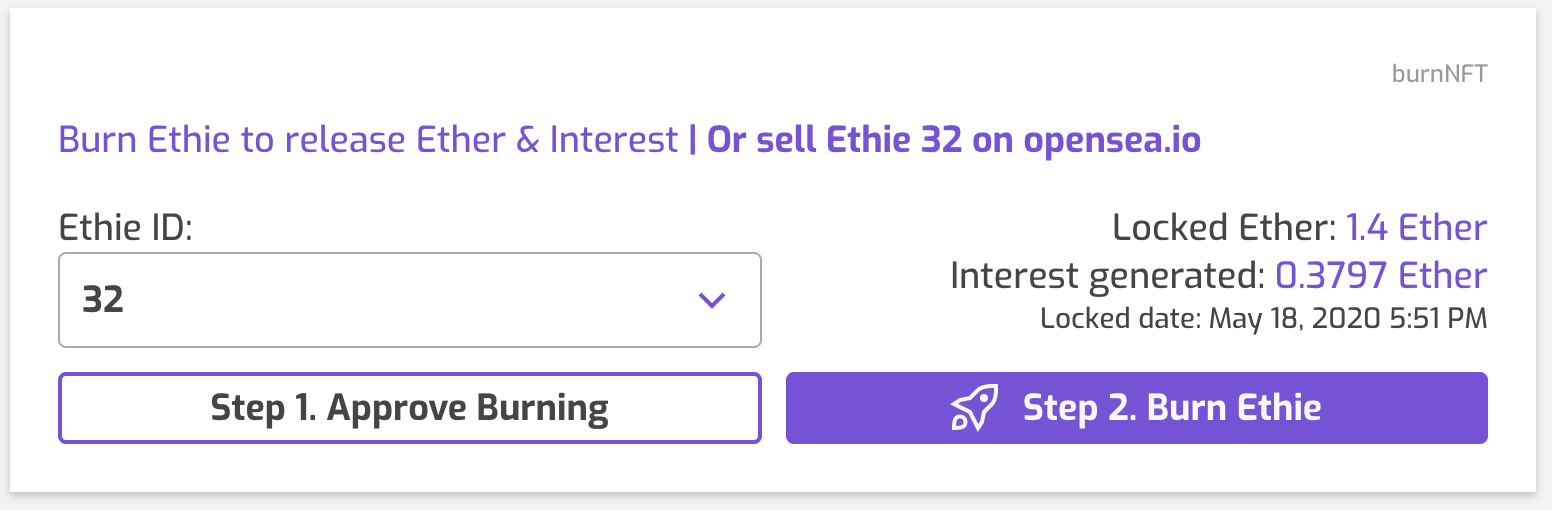 burnNFT
Burn Ethie to release Ether & Interest | Or sell Ethie 32 on opensea.io
Ethie ID:
32
Locked Ether: 1.4 Ether
Interest generated: 0.3797 Ether
Locked date: May 18, 2020 5:51 PM
Step 1. Approve Burning
Step 2. Burn Ethie